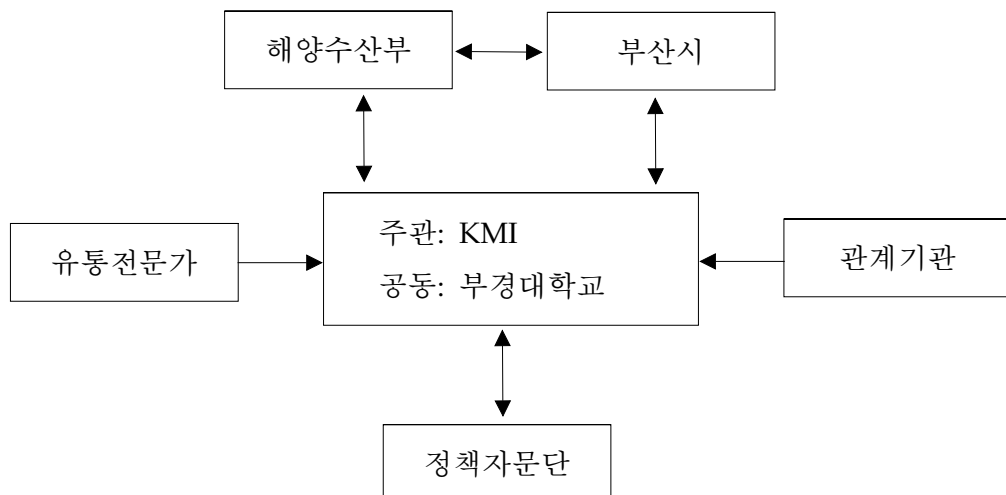 해양수산부
부산시
주관: KMI
공동: 부경대학교
유통전문가
관계기관
정책자문단